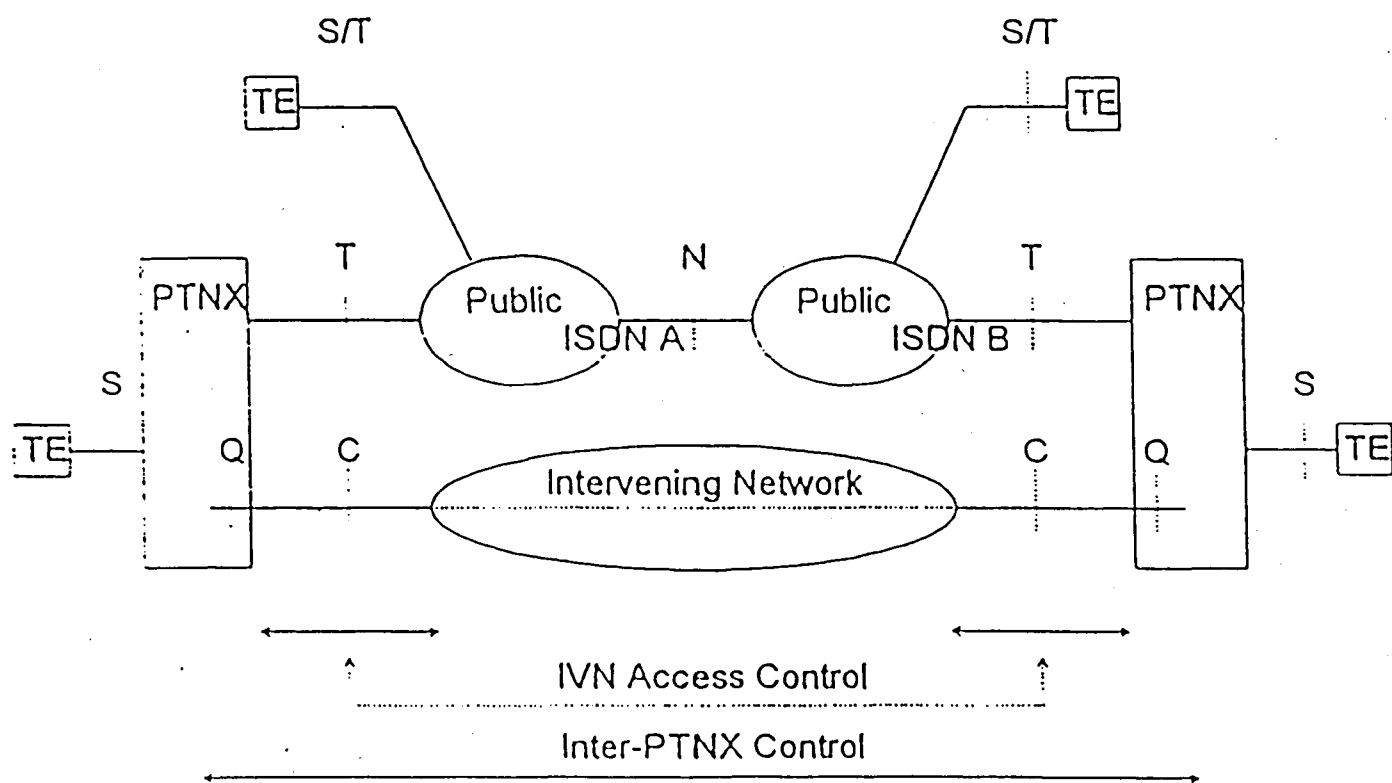 S/T S/T
TE TE
T N T
PTNX Public Public PTNX
ISDN A ISDN B
S S
TE Q C C Q TE
Intervening Network
IVN Access Control
Inter-PTNX Control